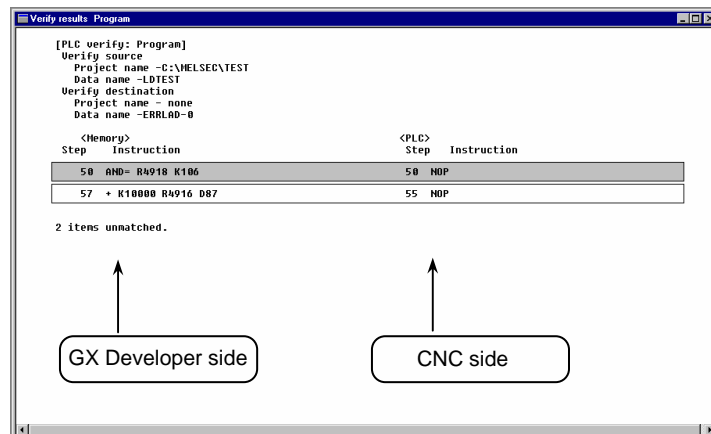 Verify results Program
[PLC verify: Program]
Verify source
Project name -C:\MELSEC\TEST
Data name -LDTEST
Verify destination
Project name - none
Data name -ERRLAD-0
<Memory> <PLC>
Step Instruction Step Instruction
50 AND= R4918 K106 50 NOP
57 + K10000 R4916 D87 55 NOP
2 items unmatched.
GX Developer side CNC side